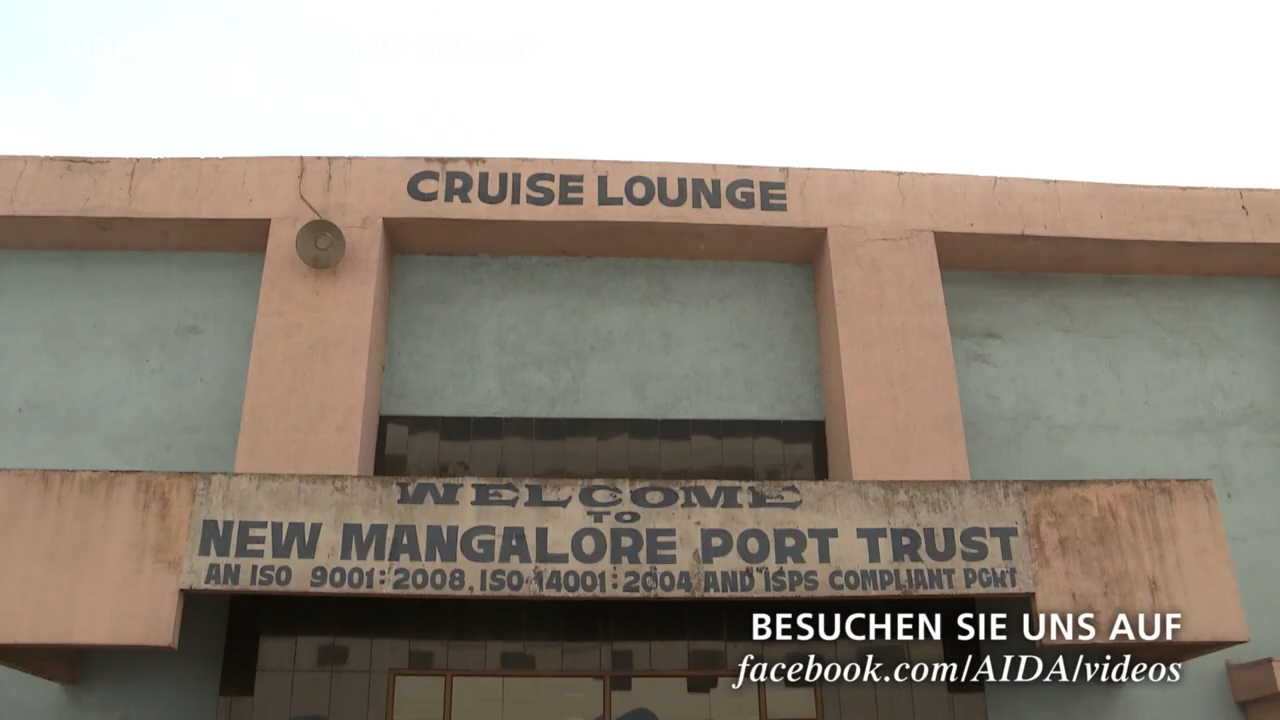 CRUISE LOUNGE
WELCOME
TO
NEW MANGALORE PORT TRUST
AN ISO 9001:2008, ISO 14001:2004 AND ISPS COMPLIANT PORT
BESUCHEN SIE UNS AUF
facebook.com/AIDA/videos